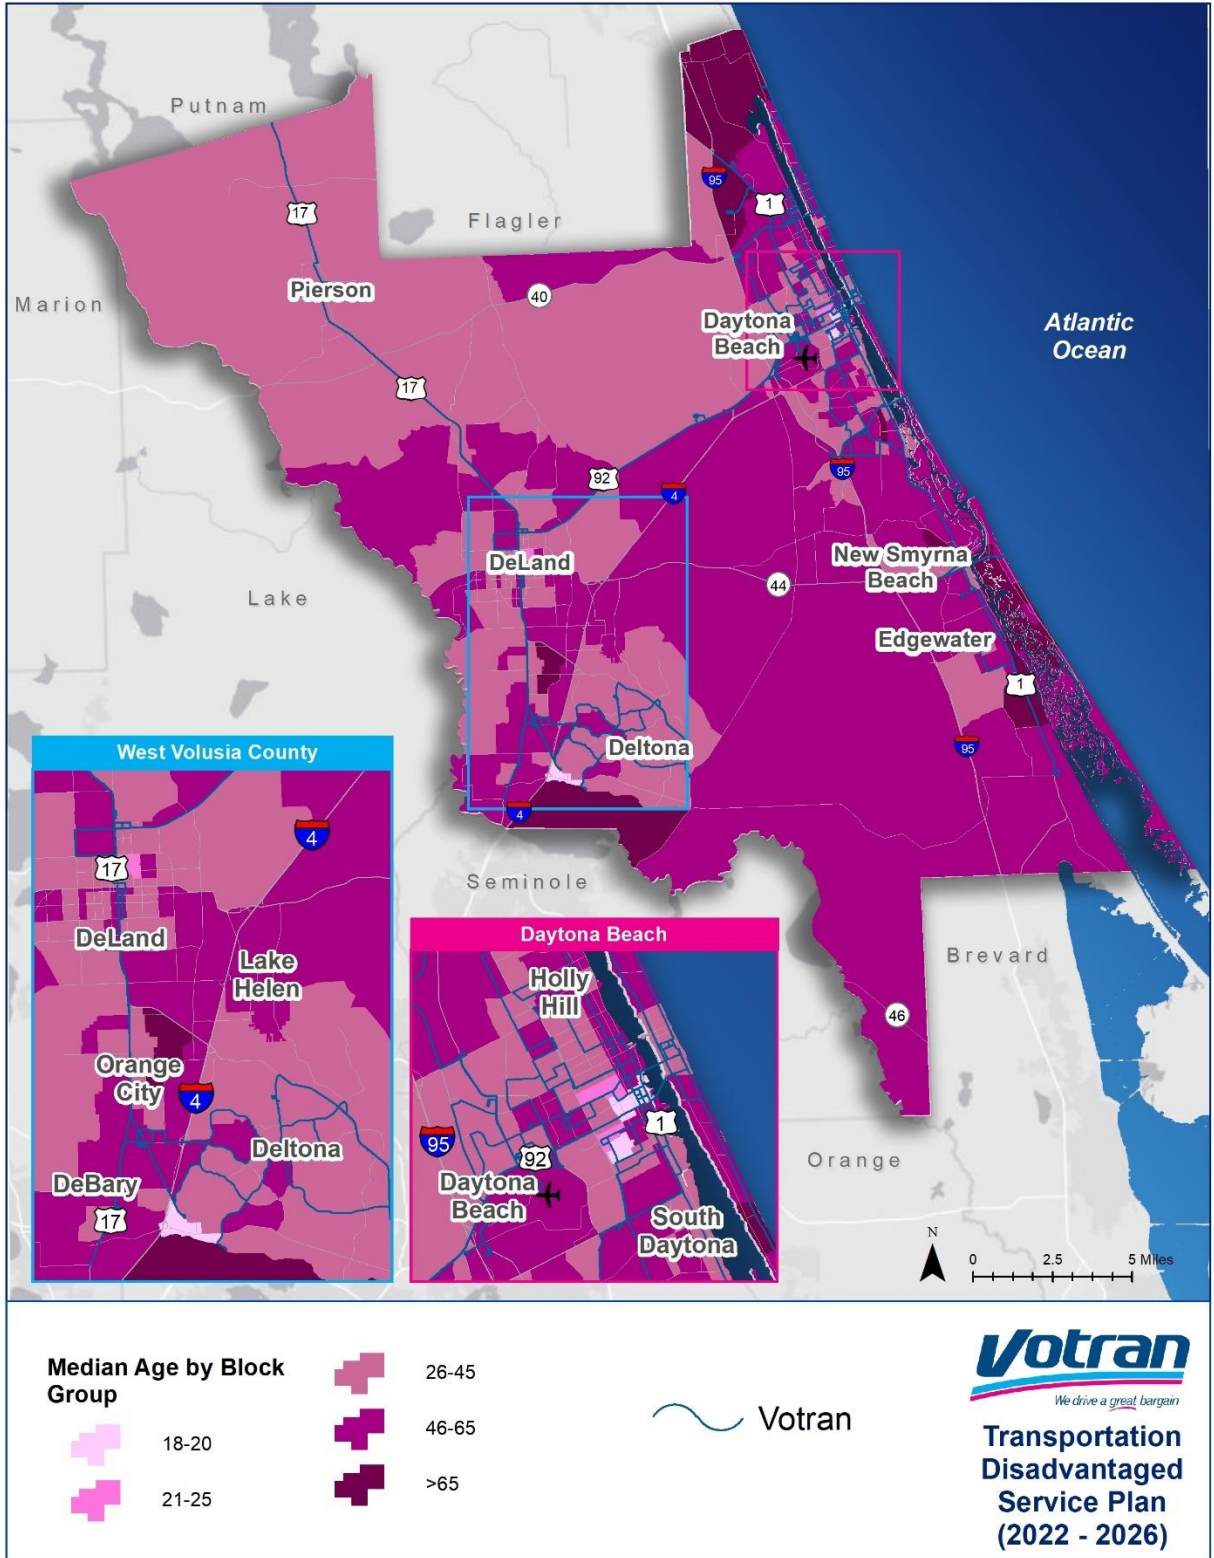 Putnam
95
17
1
Flagler
Pierson
40
Marion
Daytona
Beach
Atlantic
Ocean
17
92
95
4
DeLand
New Smyrna
Beach
44
Lake
Edgewater
1
Deltona
95
4
West Volusia County
4
17
DeLand
Lake
Helen
Orange
City
4
Deltona
DeBary
17
Seminole
Daytona Beach
Holly
Hill
1
95
92
Daytona
Beach
South
Daytona
Brevard
46
Orange
N
0 2.5 5 Miles
Median Age by Block
Group
18-20
21-25
26-45
46-65
>65
Votran
Votran
We drive a great bargain
Transportation
Disadvantaged
Service Plan
(2022 - 2026)